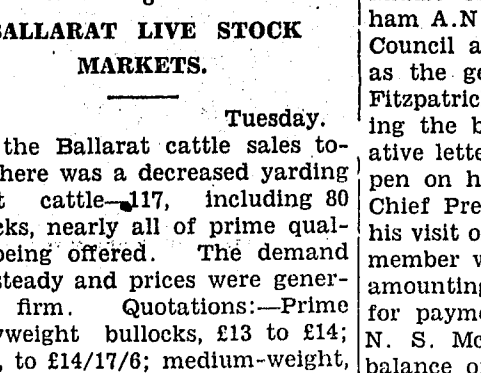 BALLARAT LIVE STOCK
MARKETS.
Tuesday.
the Ballarat cattle sales to-
here was a decreased yarding
t cattle—117, including 80
cks, nearly all of prime qual-
being offered. The demand
steady and prices were gener-
firm. Quotations:—Prime
yweight bullocks, £13 to £14;
, to £14/17/6; medium-weight,
ham A.N
Council a
as the ge
Fitzpatric
ing the b
ative lette
pen on h
Chief Pre
his visit o
member w
amounting
for payme
N. S. Mc
balance o